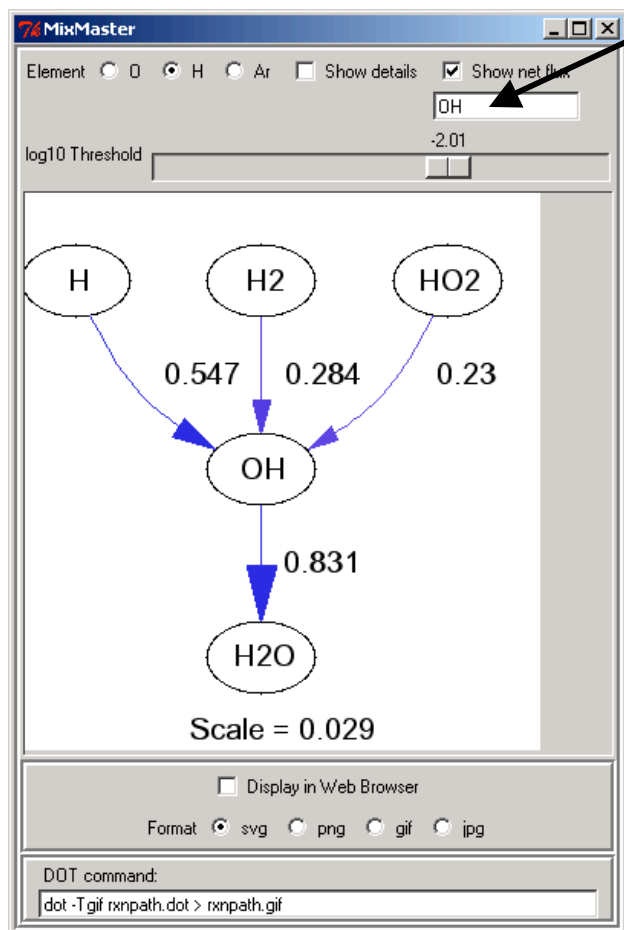 MixMaster
Element O H Ar Show details Show net flux
OH
-2.01
log10 Threshold
H H2 HO2
0.547 0.284 0.23
OH
0.831
H2O
Scale = 0.029
Display in Web Browser
Format svg png gif jpg
DOT command:
dot -Tgif rxnpath.dot > rxnpath.gif